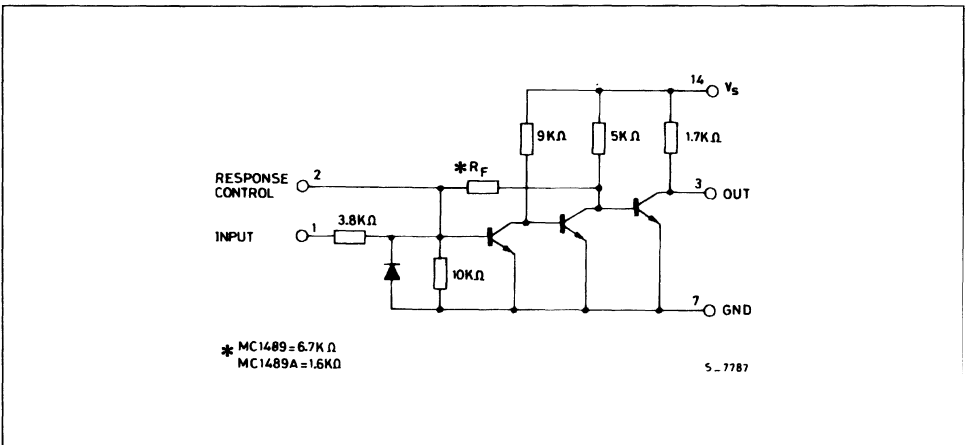 14 Vs
9KΩ 5KΩ 1.7KΩ
*RF
RESPONSE CONTROL 2
3 OUT
3.8KΩ
INPUT 1
10KΩ
7 GND
* MC1489=6.7KΩ
MC1489A=1.6KΩ
S_7787